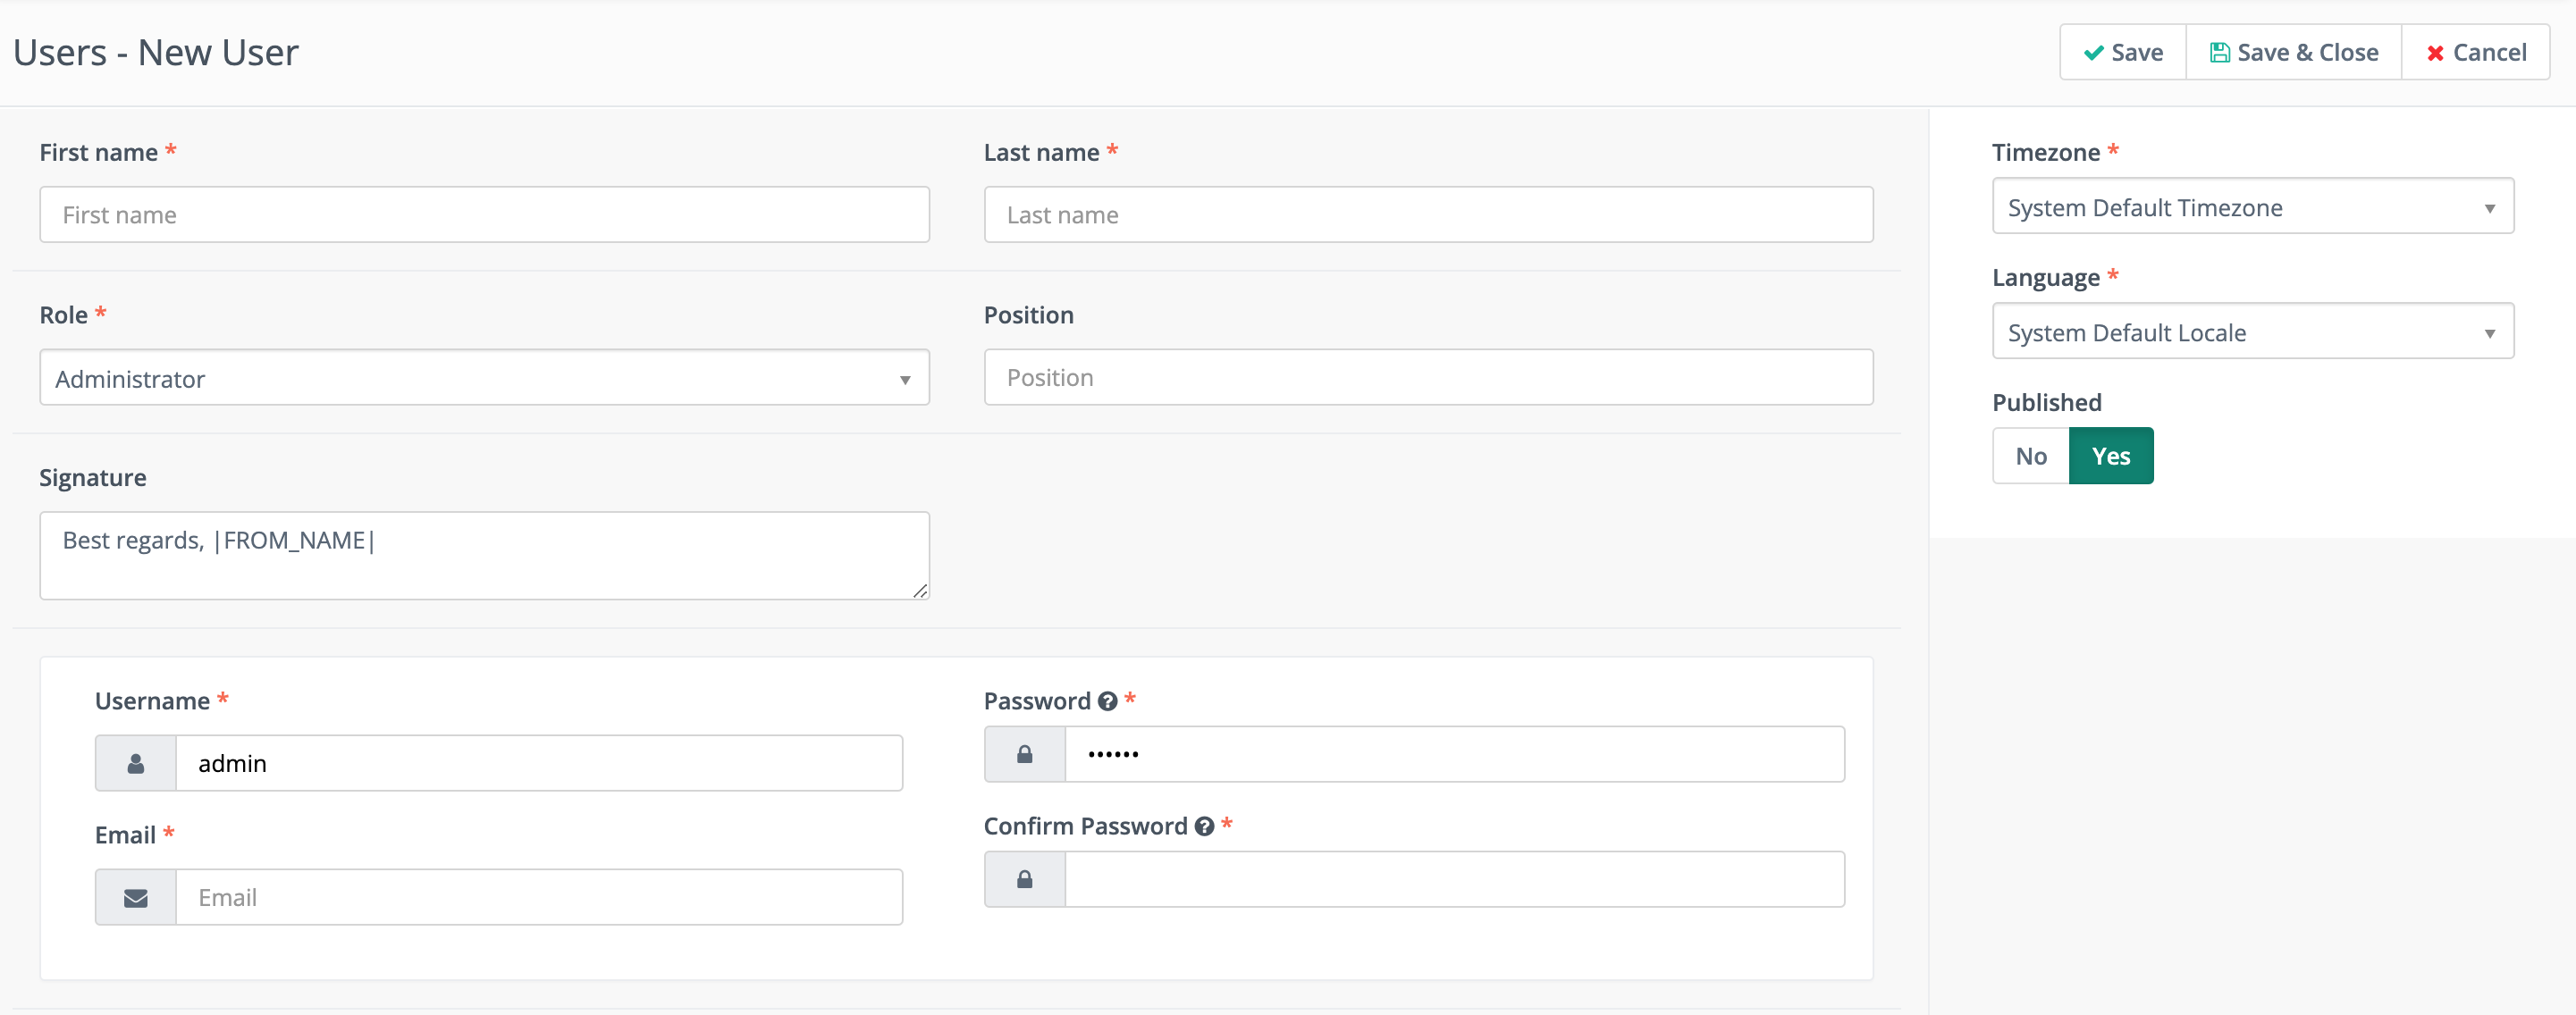 Users - New User
Save
Save & Close
Cancel
First name *
Last name *
First name
Last name
Role *
Position
Administrator
Position
Signature
Best regards, |FROM_NAME|
Username *
Password ? *
admin
••••••
Email *
Confirm Password ? *
Email
Timezone *
System Default Timezone
Language *
System Default Locale
Published
No
Yes